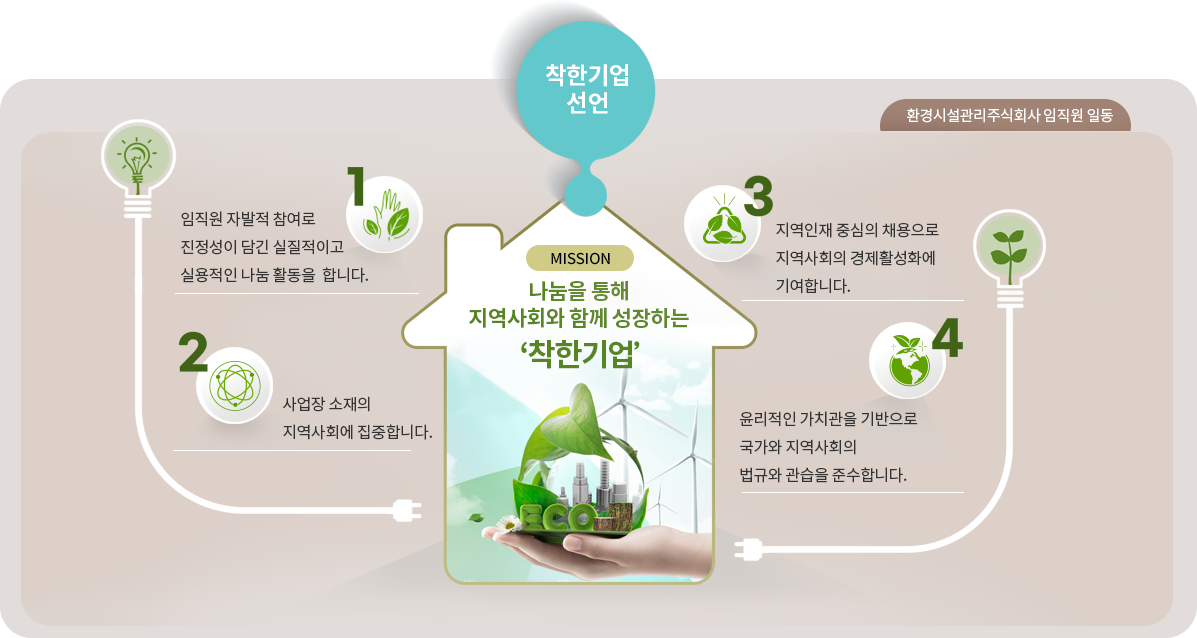 착한기업
선언
환경시설관리주식회사 임직원 일동
1
임직원 자발적 참여로
진정성이 담긴 실질적이고
실용적인 나눔 활동을 합니다.
2
사업장 소재의
지역사회에 집중합니다.
MISSION
나눔을 통해
지역사회와 함께 성장하는
‘착한기업’
ECO
3
지역인재 중심의 채용으로
지역사회의 경제활성화에
기여합니다.
4
윤리적인 가치관을 기반으로
국가와 지역사회의
법규와 관습을 준수합니다.